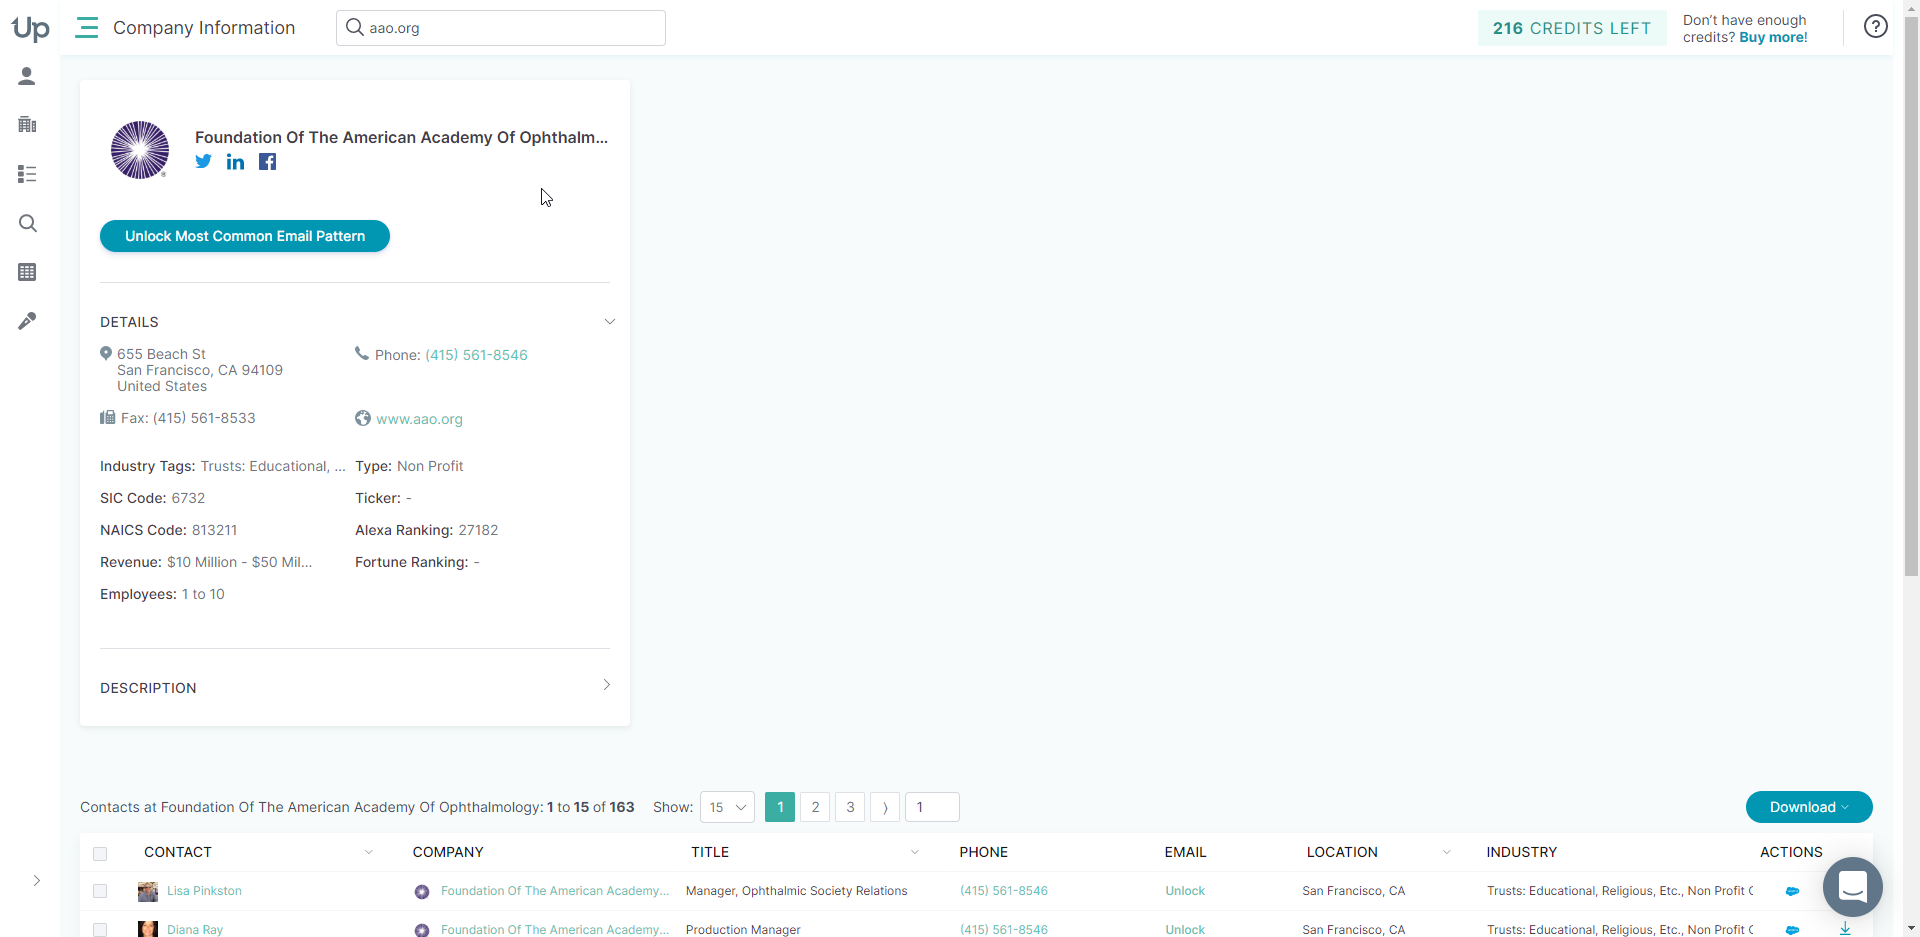 Up
Company Information
aao.org
216 CREDITS LEFT
Don't have enough
credits? Buy more!
Foundation Of The American Academy Of Ophthalm...
Unlock Most Common Email Pattern
DETAILS
655 Beach St
San Francisco, CA 94109
United States
Phone: (415) 561-8546
Fax: (415) 561-8533
www.aao.org
Industry Tags: Trusts: Educational, ...
Type: Non Profit
SIC Code: 6732
Ticker: -
NAICS Code: 813211
Alexa Ranking: 27182
Revenue: $10 Million - $50 Mil...
Fortune Ranking: -
Employees: 1 to 10
DESCRIPTION
Contacts at Foundation Of The American Academy Of Ophthalmology: 1 to 15 of 163 Show: 15 1 2 3 ⟩ 1
Download
CONTACT COMPANY TITLE PHONE EMAIL LOCATION INDUSTRY ACTIONS
Lisa Pinkston Foundation Of The American Academy... Manager, Ophthalmic Society Relations (415) 561-8546 Unlock San Francisco, CA Trusts: Educational, Religious, Etc., Non Profit C
Diana Ray Foundation Of The American Academy... Production Manager (415) 561-8546 Unlock San Francisco, CA Trusts: Educational, Religious, Etc., Non Profit C